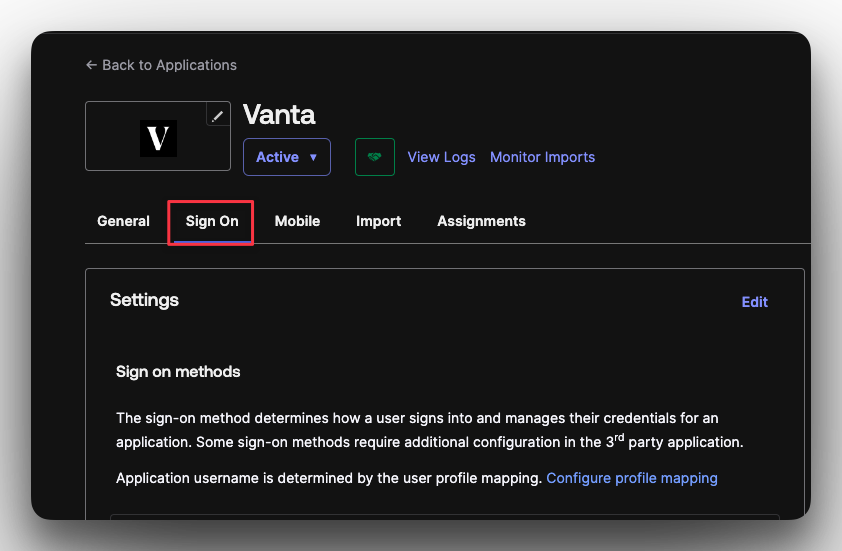 ← Back to Applications
V
Vanta
Active ▼
View Logs
Monitor Imports
General
Sign On
Mobile
Import
Assignments
Settings
Edit
Sign on methods
The sign-on method determines how a user signs into and manages their credentials for an
application. Some sign-on methods require additional configuration in the 3rd party application.
Application username is determined by the user profile mapping. Configure profile mapping